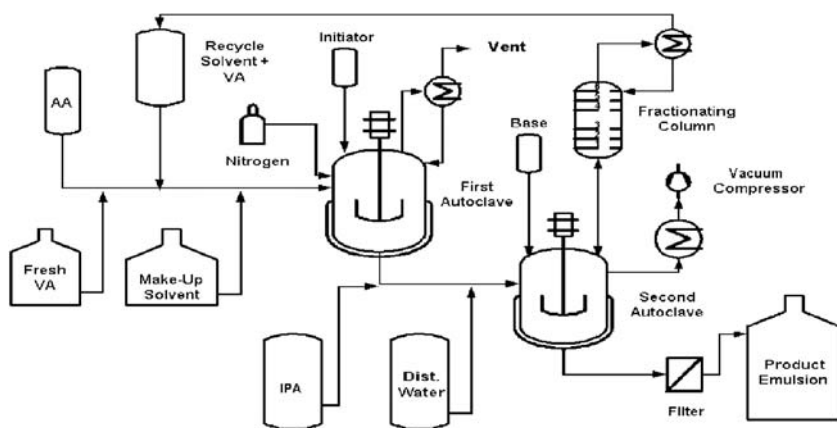 Recycle
Solvent +
VA
Initiator
Vent
AA
Nitrogen
Base
Fractionating
Column
First
Autoclave
Vacuum
Compressor
Fresh
VA
Make-Up
Solvent
Second
Autoclave
IPA
Dist.
Water
Filter
Product
Emulsion